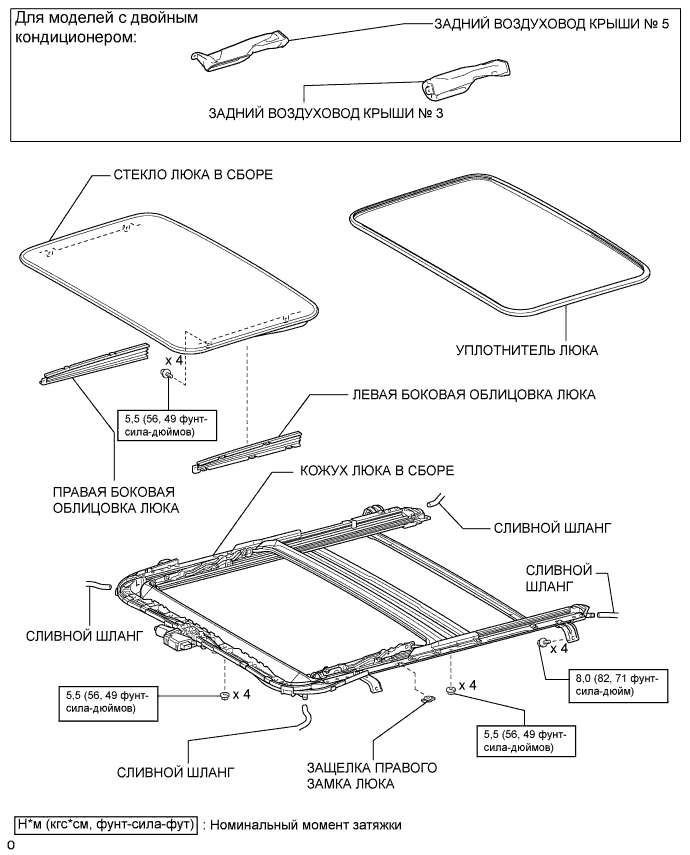 Для моделей с двойным
кондиционером:
ЗАДНИЙ ВОЗДУХОВОД КРЫШИ № 5
ЗАДНИЙ ВОЗДУХОВОД КРЫШИ № 3
СТЕКЛО ЛЮКА В СБОРЕ
УПЛОТНИТЕЛЬ ЛЮКА
x 4
5,5 (56, 49 фунт-
сила-дюймов)
ЛЕВАЯ БОКОВАЯ ОБЛИЦОВКА ЛЮКА
ПРАВАЯ БОКОВАЯ
ОБЛИЦОВКА ЛЮКА
КОЖУХ ЛЮКА В СБОРЕ
СЛИВНОЙ ШЛАНГ
СЛИВНОЙ
ШЛАНГ
СЛИВНОЙ ШЛАНГ
x 4
8,0 (82, 71 фунт-
сила-дюйм)
5,5 (56, 49 фунт-
сила-дюймов)
x 4
x 4
5,5 (56, 49 фунт-
сила-дюймов)
СЛИВНОЙ ШЛАНГ
ЗАЩЕЛКА ПРАВОГО
ЗАМКА ЛЮКА
Н*м (кгс*см, фунт-сила-фут) : Номинальный момент затяжки
O